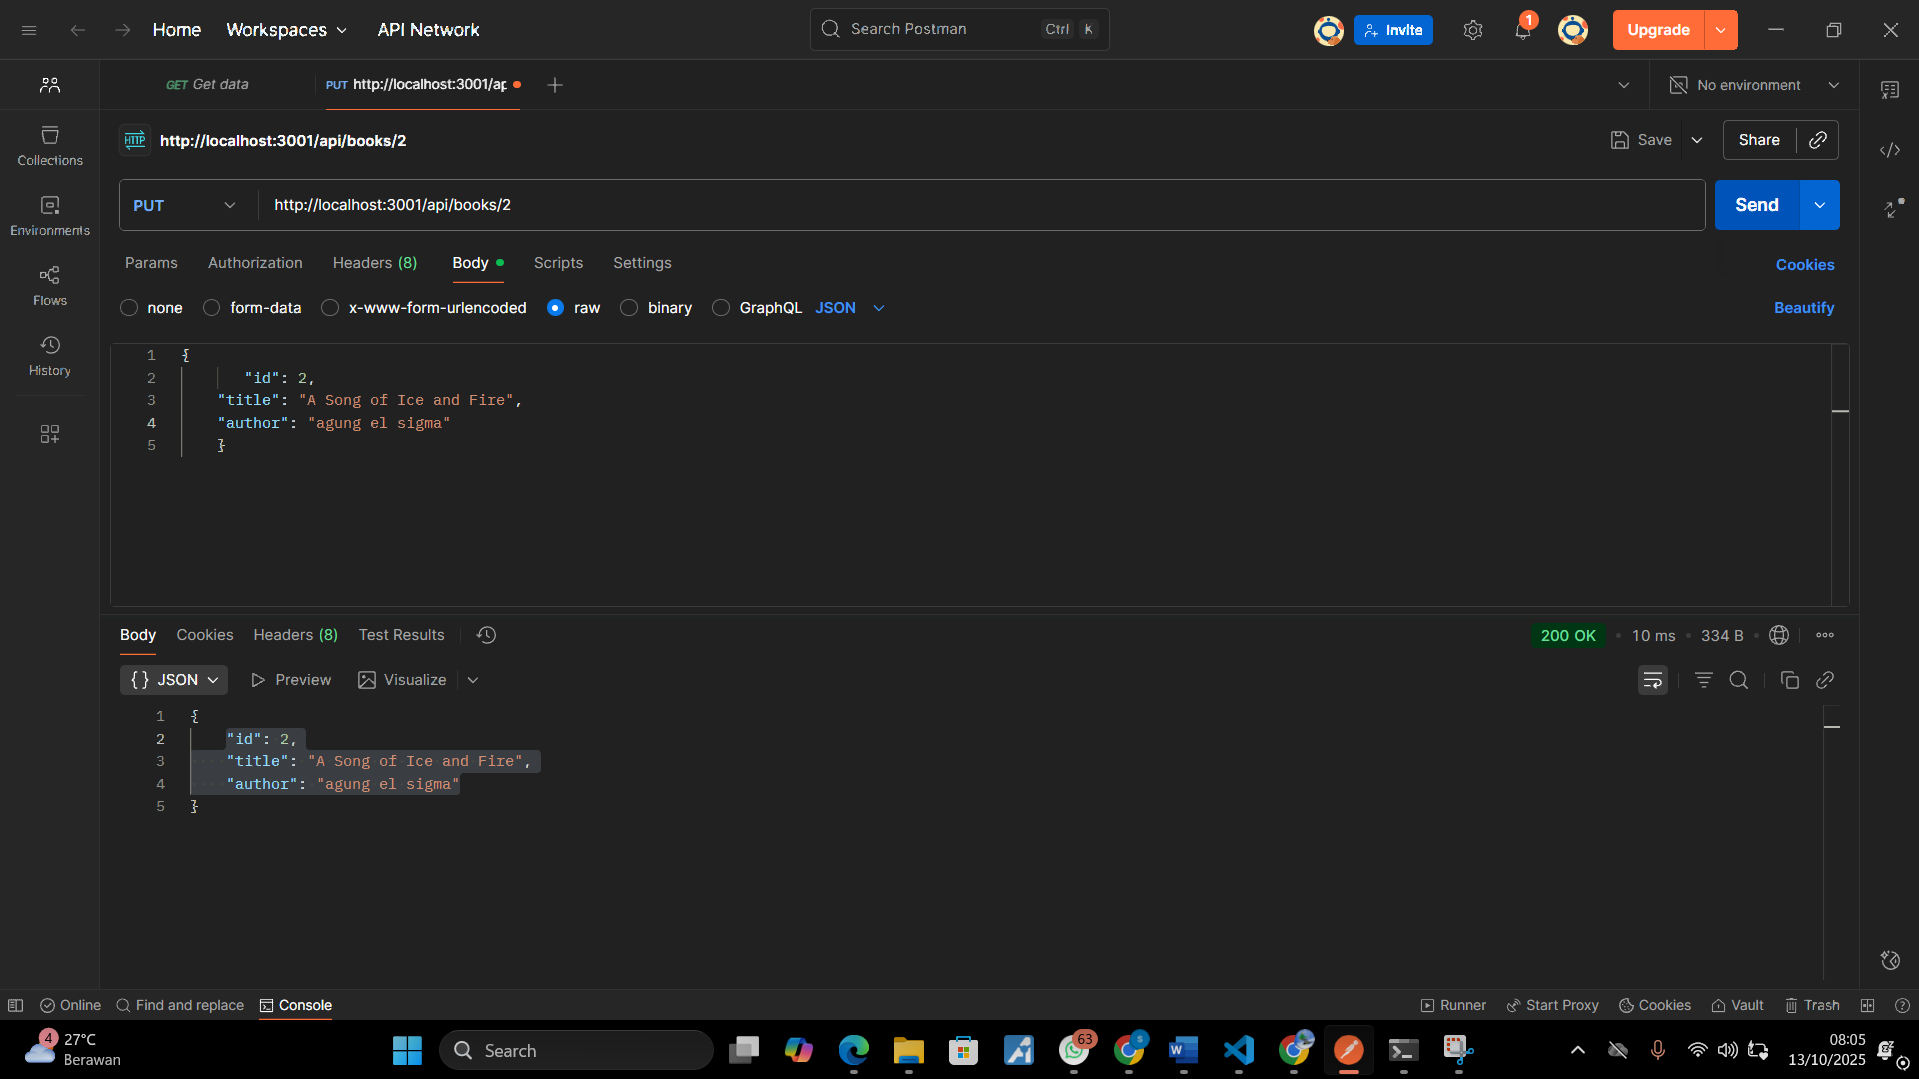 Home Workspaces API Network Search Postman Ctrl K Invite 1 Upgrade
GET Get data PUT http://localhost:3001/ap No environment
HTTP http://localhost:3001/api/books/2 Save Share
PUT http://localhost:3001/api/books/2 Send
Collections
Environments
Flows
History
Params Authorization Headers (8) Body Scripts Settings Cookies
none form-data x-www-form-urlencoded raw binary GraphQL JSON Beautify
1 {
2 "id": 2,
3 "title": "A Song of Ice and Fire",
4 "author": "agung el sigma"
5 }
Body Cookies Headers (8) Test Results 200 OK • 10 ms • 334 B •
{} JSON Preview Visualize
1 {
2 "id": 2,
3 "title": "A Song of Ice and Fire",
4 "author": "agung el sigma"
5 }
Online Find and replace Console Runner Start Proxy Cookies Vault Trash
4 27°C
Berawan
Search
63
S
W
08:05
13/10/2025